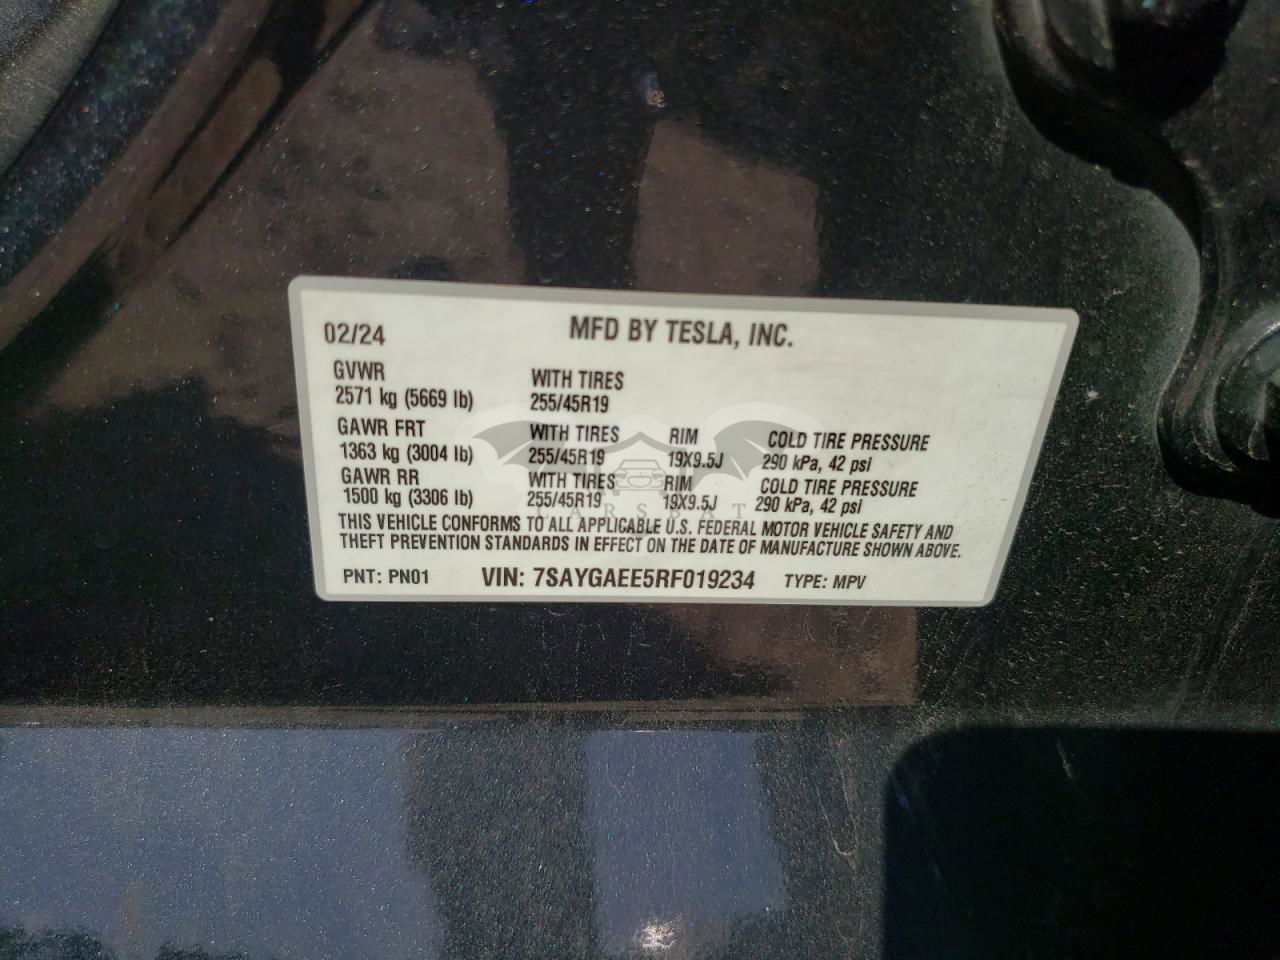 02/24 MFD BY TESLA, INC.
GVWR WITH TIRES
2571 kg (5669 lb) 255/45R19
GAWR FRT WITH TIRES RIM COLD TIRE PRESSURE
1363 kg (3004 lb) 255/45R19 19X9.5J 290 kPa, 42 psi
GAWR RR WITH TIRES RIM COLD TIRE PRESSURE
1500 kg (3306 lb) 255/45R19 19X9.5J 290 kPa, 42 psi
CARSBAT
THIS VEHICLE CONFORMS TO ALL APPLICABLE U.S. FEDERAL MOTOR VEHICLE SAFETY AND
THEFT PREVENTION STANDARDS IN EFFECT ON THE DATE OF MANUFACTURE SHOWN ABOVE.
PNT: PN01 VIN: 7SAYGAEE5RF019234 TYPE: MPV